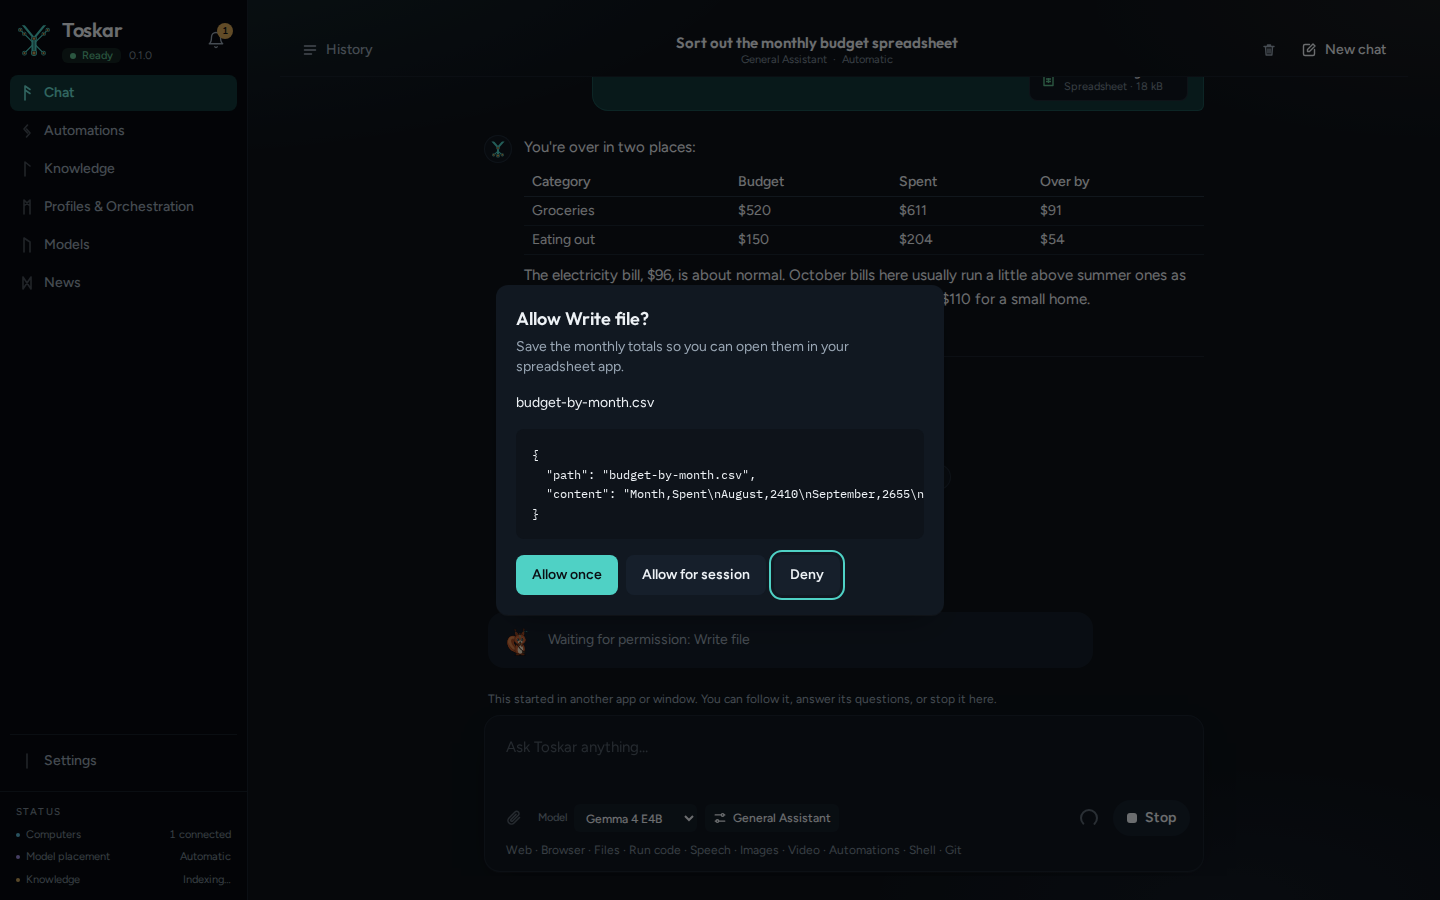 Toskar
Ready 0.1.0
1
Chat
Automations
Knowledge
Profiles & Orchestration
Models
News
Settings
STATUS
Computers 1 connected
Model placement Automatic
Knowledge Indexing...
History
Sort out the monthly budget spreadsheet
General Assistant · Automatic
New chat
Spreadsheet · 18 kB
You're over in two places:
Category Budget Spent Over by
Groceries $520 $611 $91
Eating out $150 $204 $54
The electricity bill, $96, is about normal. October bills here usually run a little above summer ones as
$110 for a small home.
Allow Write file?
Save the monthly totals so you can open them in your
spreadsheet app.
budget-by-month.csv
{
"path": "budget-by-month.csv",
"content": "Month,Spent\nAugust,2410\nSeptember,2655\n
}
Allow once Allow for session Deny
Waiting for permission: Write file
This started in another app or window. You can follow it, answer its questions, or stop it here.
Ask Toskar anything...
Model Gemma 4 E4B General Assistant Stop
Web · Browser · Files · Run code · Speech · Images · Video · Automations · Shell · Git